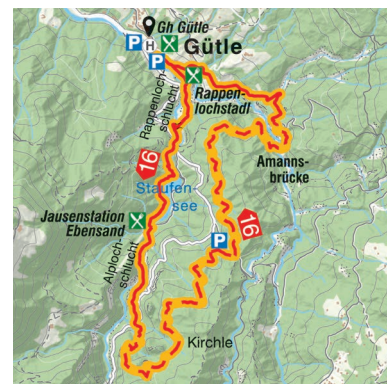 Gh Gütle
P
H
Gütle
P
Rappen-
lochstadl
Rappenloch-
schlucht
Amanns-
brücke
16
Staufen-
see
16
Jausenstation
Ebensand
P
Alploch-
schlucht
Kirchle